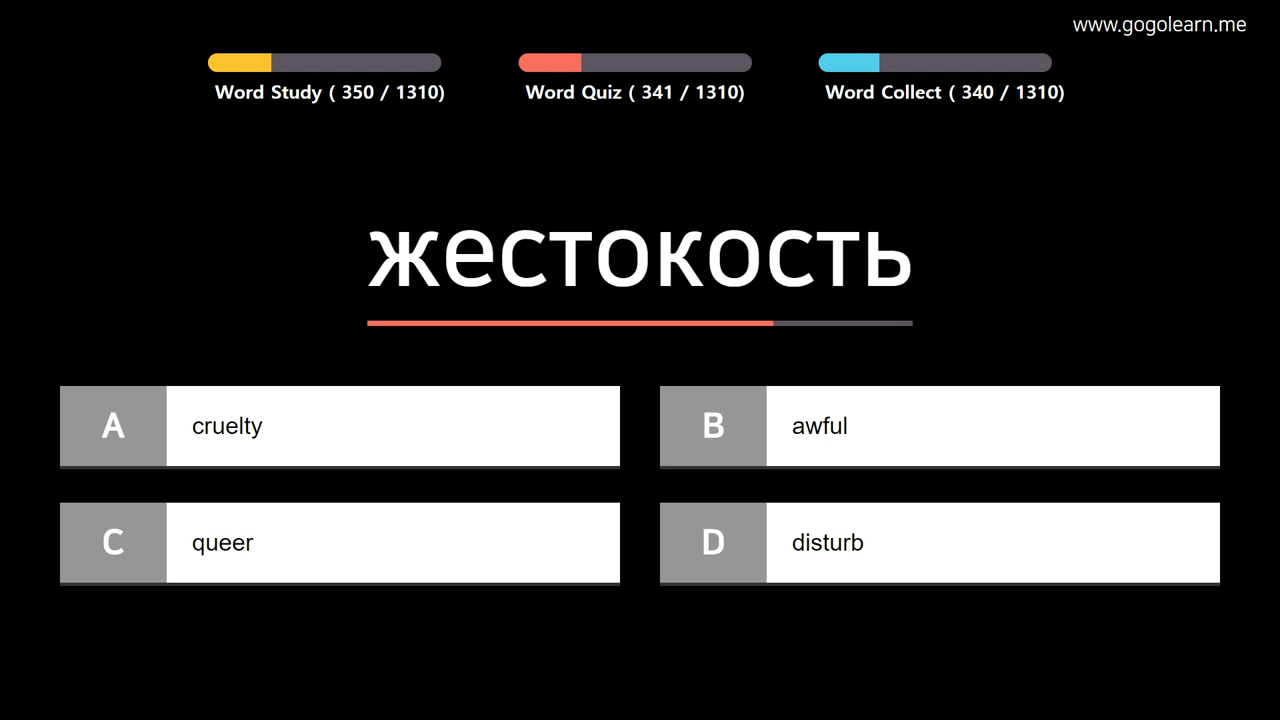 www.gogolearn.me
Word Study ( 350 / 1310)
Word Quiz ( 341 / 1310)
Word Collect ( 340 / 1310)
жестокость
A cruelty
B awful
C queer
D disturb